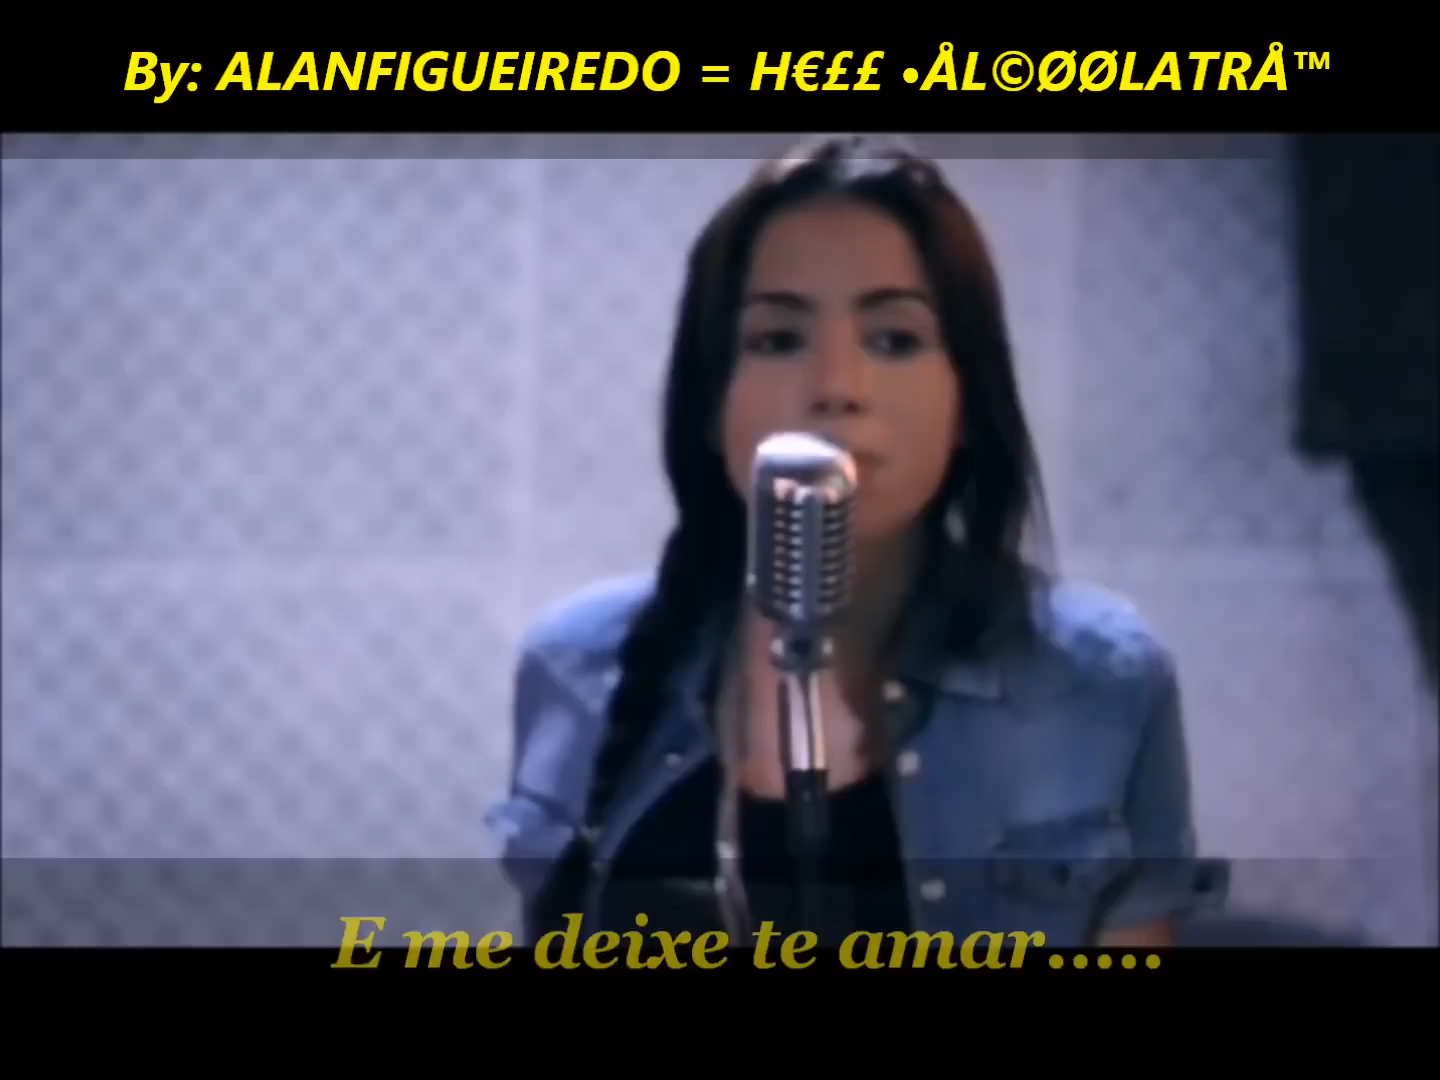 By: ALANFIGUEIREDO = H€££ •ÅL©ØØLATRÅ™
E me deixe te amar.....